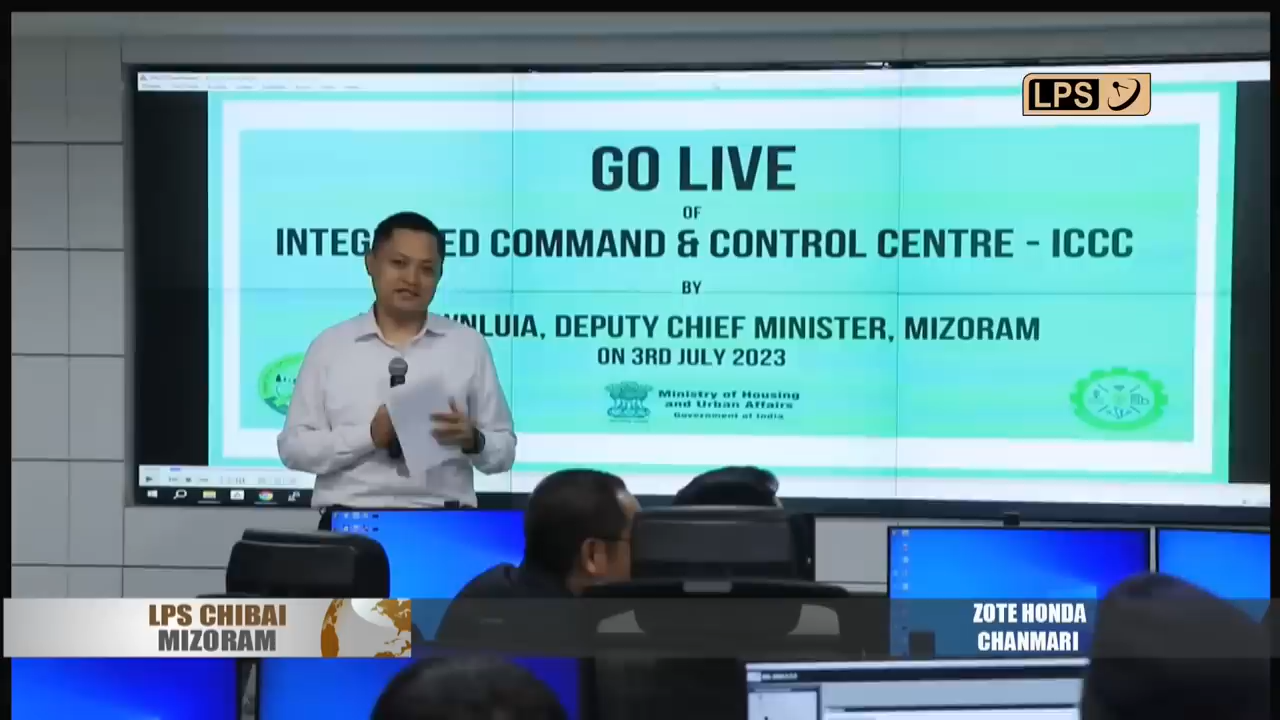 LPS
GO LIVE
OF
INTEG ED COMMAND & CONTROL CENTRE - ICCC
BY
WNLUIA, DEPUTY CHIEF MINISTER, MIZORAM
ON 3RD JULY 2023
Ministry of Housing
and Urban Affairs
Government of India
LPS CHIBAI
MIZORAM
ZOTE HONDA
CHANMARI